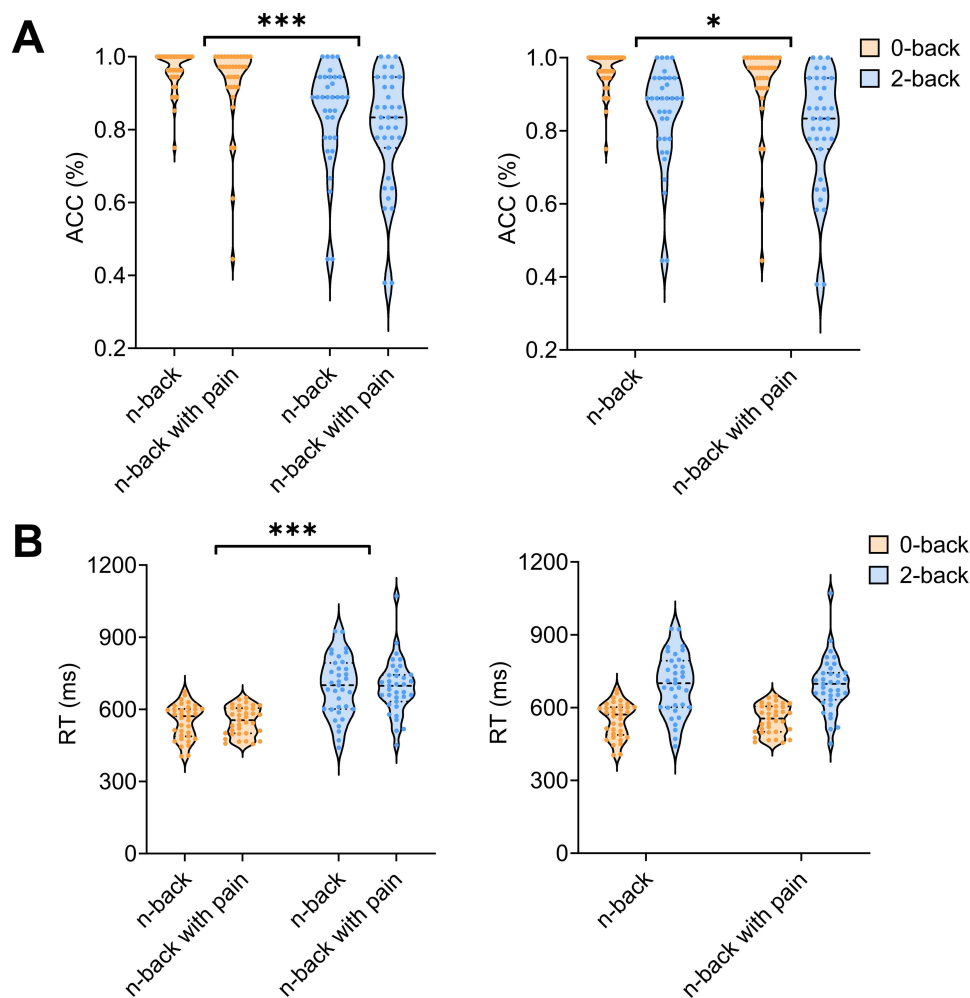 A
***
ACC (%)
1.0
0.8
0.6
0.4
0.2
n-back
n-back with pain
n-back
n-back with pain
*
ACC (%)
1.0
0.8
0.6
0.4
0.2
n-back
n-back with pain
0-back
2-back
B
***
RT (ms)
1200
900
600
300
0
n-back
n-back with pain
n-back
n-back with pain
RT (ms)
1200
900
600
300
0
n-back
n-back with pain
0-back
2-back